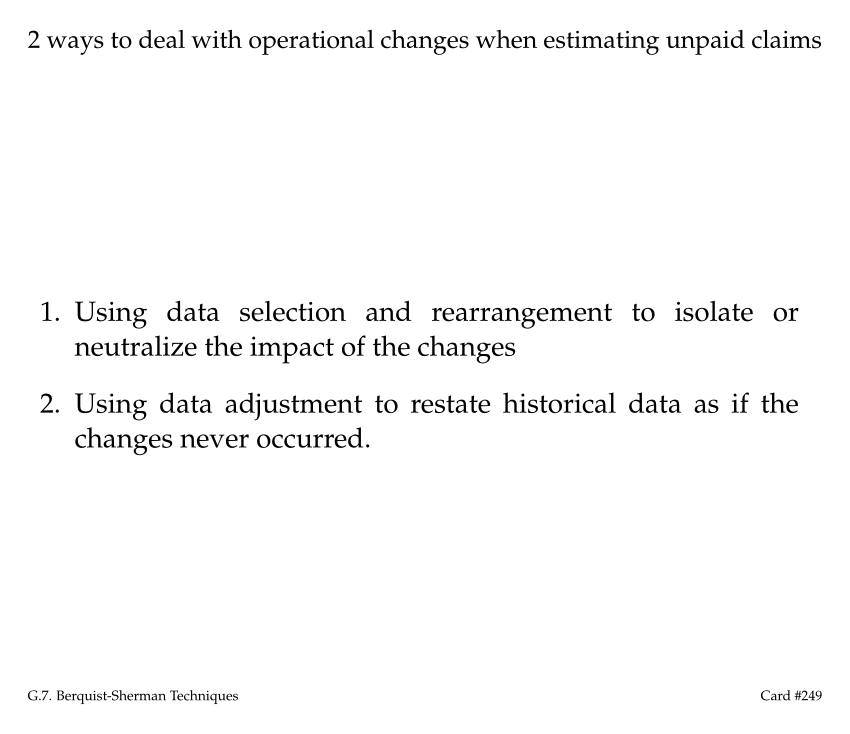 2 ways to deal with operational changes when estimating unpaid claims
1. Using data selection and rearrangement to isolate or
neutralize the impact of the changes
2. Using data adjustment to restate historical data as if the
changes never occurred.
G.7. Berquist-Sherman Techniques
Card #249